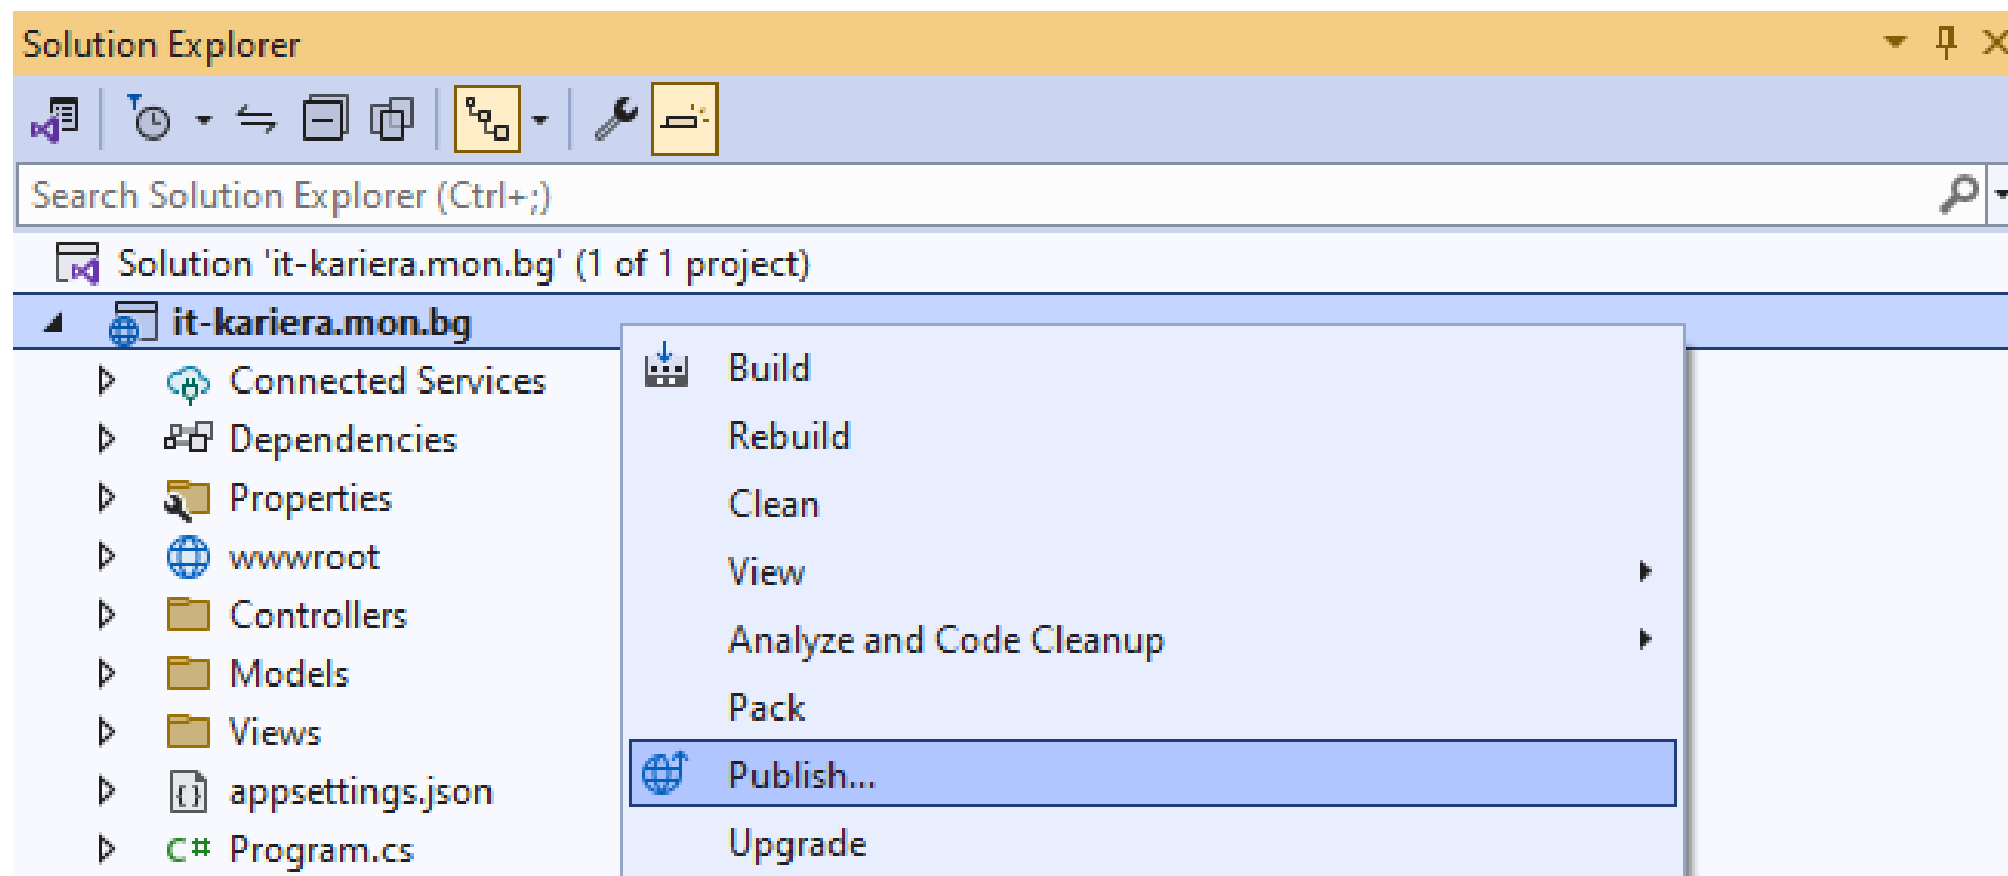 Solution Explorer
Search Solution Explorer (Ctrl+;)
Solution 'it-kariera.mon.bg' (1 of 1 project)
it-kariera.mon.bg
Connected Services
Dependencies
Properties
wwwroot
Controllers
Models
Views
appsettings.json
C# Program.cs
Build
Rebuild
Clean
View
Analyze and Code Cleanup
Pack
Publish...
Upgrade